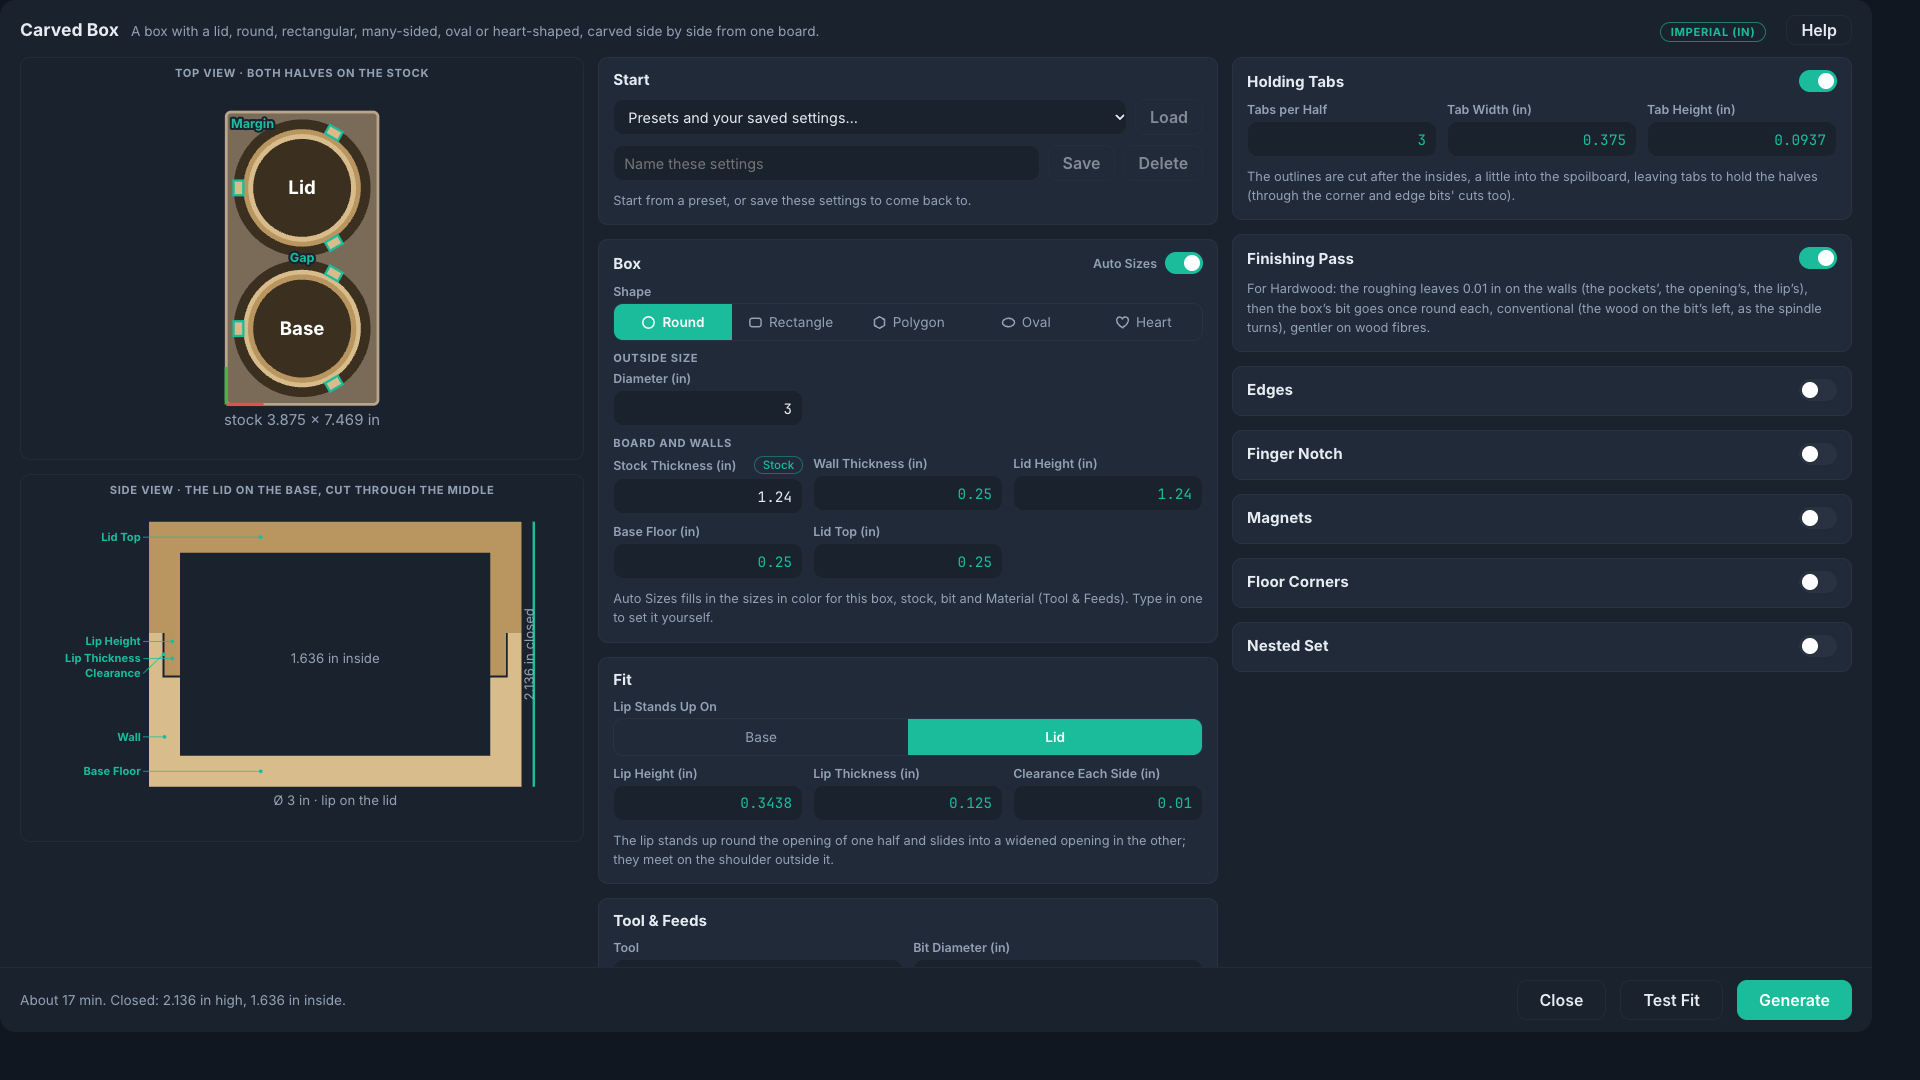 Carved Box
A box with a lid, round, rectangular, many-sided, oval or heart-shaped, carved side by side from one board.
IMPERIAL (IN)
Help
TOP VIEW · BOTH HALVES ON THE STOCK
Margin
Lid
Gap
Base
stock 3.875 × 7.469 in
SIDE VIEW · THE LID ON THE BASE, CUT THROUGH THE MIDDLE
Lid Top
Lip Height
Lip Thickness
Clearance
Wall
Base Floor
1.636 in inside
2.136 in closed
Ø 3 in · lip on the lid
Start
Presets and your saved settings...
Load
Name these settings
Save
Delete
Start from a preset, or save these settings to come back to.
Box
Auto Sizes
Shape
Round
Rectangle
Polygon
Oval
Heart
OUTSIDE SIZE
Diameter (in)
3
BOARD AND WALLS
Stock Thickness (in)
Stock
Wall Thickness (in)
Lid Height (in)
1.24
0.25
1.24
Base Floor (in)
Lid Top (in)
0.25
0.25
Auto Sizes fills in the sizes in color for this box, stock, bit and Material (Tool & Feeds). Type in one
to set it yourself.
Fit
Lip Stands Up On
Base
Lid
Lip Height (in)
Lip Thickness (in)
Clearance Each Side (in)
0.3438
0.125
0.01
The lip stands up round the opening of one half and slides into a widened opening in the other;
they meet on the shoulder outside it.
Tool & Feeds
Tool
Bit Diameter (in)
Holding Tabs
Tabs per Half
Tab Width (in)
Tab Height (in)
3
0.375
0.0937
The outlines are cut after the insides, a little into the spoilboard, leaving tabs to hold the halves
(through the corner and edge bits' cuts too).
Finishing Pass
For Hardwood: the roughing leaves 0.01 in on the walls (the pockets’, the opening’s, the lip’s),
then the box’s bit goes once round each, conventional (the wood on the bit’s left, as the spindle
turns), gentler on wood fibres.
Edges
Finger Notch
Magnets
Floor Corners
Nested Set
About 17 min. Closed: 2.136 in high, 1.636 in inside.
Close
Test Fit
Generate